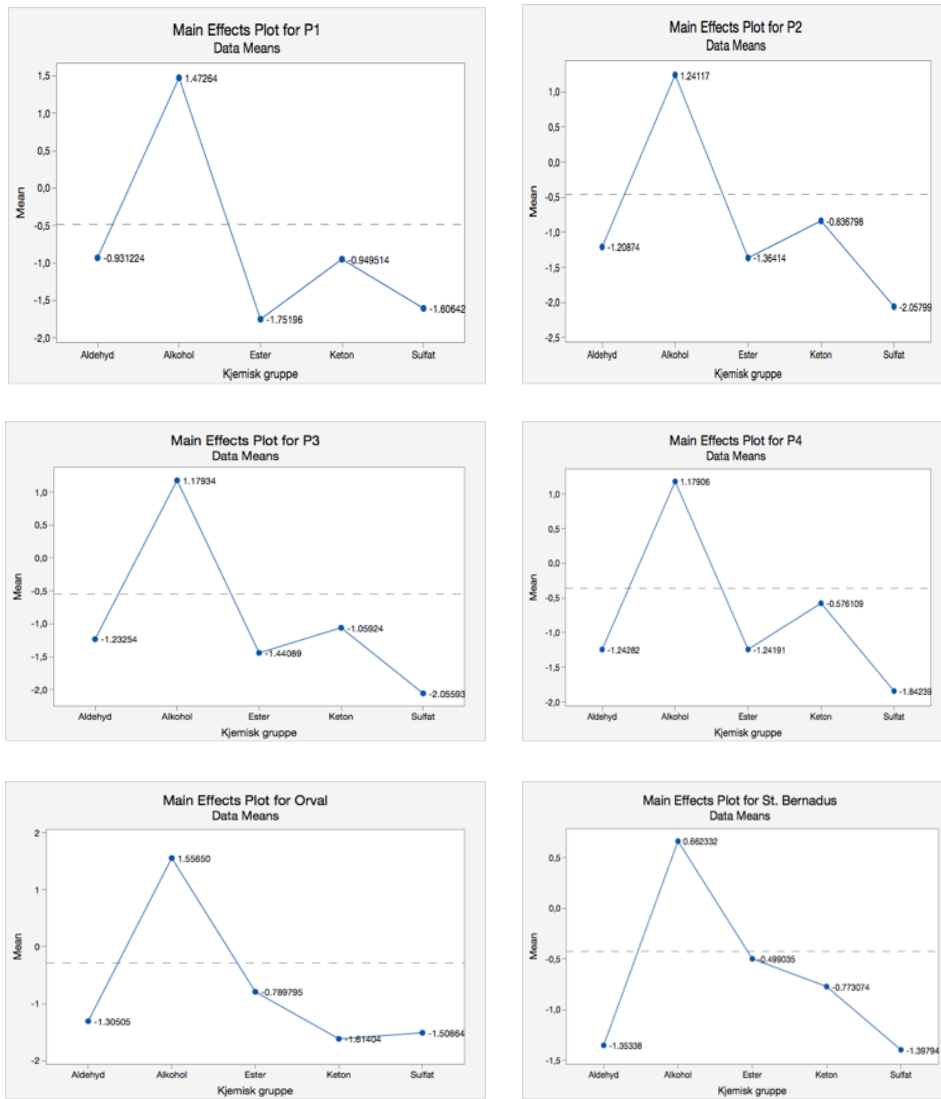 Main Effects Plot for P1
Data Means
Mean
1,5
1,0
0,5
0,0
-0,5
-1,0
-1,5
-2,0
1.47264
-0.931224
-0.949514
-1.75196
-1.60642
Aldehyd Alkohol Ester Keton Sulfat
Kjemisk gruppe
Main Effects Plot for P2
Data Means
Mean
1,0
0,5
0,0
-0,5
-1,0
-1,5
-2,0
-2,5
1.24117
-0.836798
-1.20874
-1.36414
-2.05799
Aldehyd Alkohol Ester Keton Sulfat
Kjemisk gruppe
Main Effects Plot for P3
Data Means
Mean
1,0
0,5
0,0
-0,5
-1,0
-1,5
-2,0
1.17934
-1.05924
-1.23254
-1.44089
-2.05593
Aldehyd Alkohol Ester Keton Sulfat
Kjemisk gruppe
Main Effects Plot for P4
Data Means
Mean
1,0
0,5
0,0
-0,5
-1,0
-1,5
-2,0
1.17906
-0.576109
-1.24282
-1.24191
-1.84239
Aldehyd Alkohol Ester Keton Sulfat
Kjemisk gruppe
Main Effects Plot for Orval
Data Means
Mean
2
1
0
-1
-2
1.55650
-0.789795
-1.30505
-1.61404
-1.50864
Aldehyd Alkohol Ester Keton Sulfat
Kjemisk gruppe
Main Effects Plot for St. Bernadus
Data Means
Mean
0,5
0,0
-0,5
-1,0
-1,5
0.662332
-0.499035
-0.773074
-1.35338
-1.39794
Aldehyd Alkohol Ester Keton Sulfat
Kjemisk gruppe